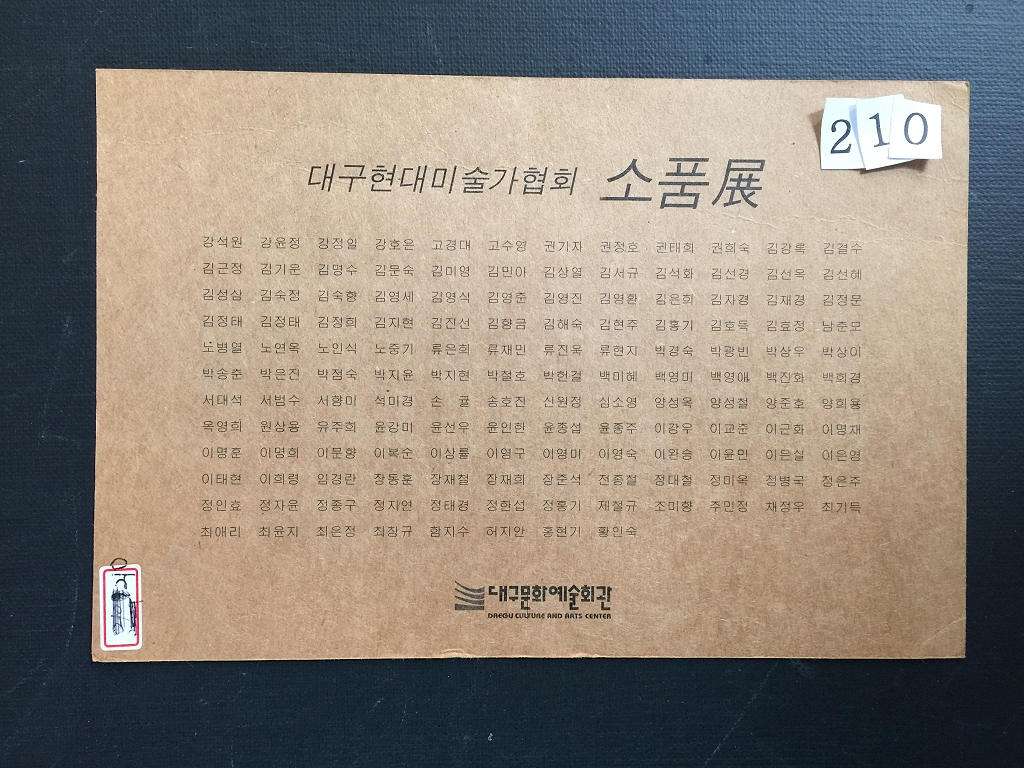 210
대구현대미술가협회 소품展
강석원 강윤정 강정일 강호은 고경대 고수영 권기자 권정호 권태희 권희숙 김강록 김결수
김근정 김기운 김명수 김문숙 김미영 김민아 김상열 김서규 김석화 김선경 김선옥 김선혜
김성삼 김숙정 김숙향 김영세 김영식 김영준 김영진 김영환 김은희 김자경 김재경 김정문
김정태 김정태 김정희 김지현 김진선 김향금 김해숙 김현주 김홍기 김호득 김효정 남춘모
노병열 노연옥 노인식 노중기 류은희 류재민 류진욱 류현지 박경숙 박광빈 박상우 박상이
박송준 박은진 박점숙 박지윤 박지현 박철호 박헌걸 백미혜 백영미 백영애 백진화 백희경
서대석 서범수 서향미 석미경 손 귤 송호진 신원정 심소영 양성옥 양성철 양준호 양희용
옥영희 원상용 유주희 윤강미 윤선우 윤인한 윤종섭 윤종주 이강우 이교준 이근화 이명재
이명훈 이명희 이문향 이복순 이상룡 이영구 이영미 이영숙 이완승 이윤민 이은실 이은영
이태현 이희령 임경란 장동훈 장재철 장재희 장준석 전종철 정대철 정미옥 정병국 정은주
정인효 정자윤 정종구 정지연 정태경 정헌섭 정홍기 제철규 조미향 주민정 채정우 최기득
최애리 최윤지 최은정 최창규 함지수 허지안 홍현기 황인숙
대구문화예술회관
DAEGU CULTURE AND ARTS CENTER